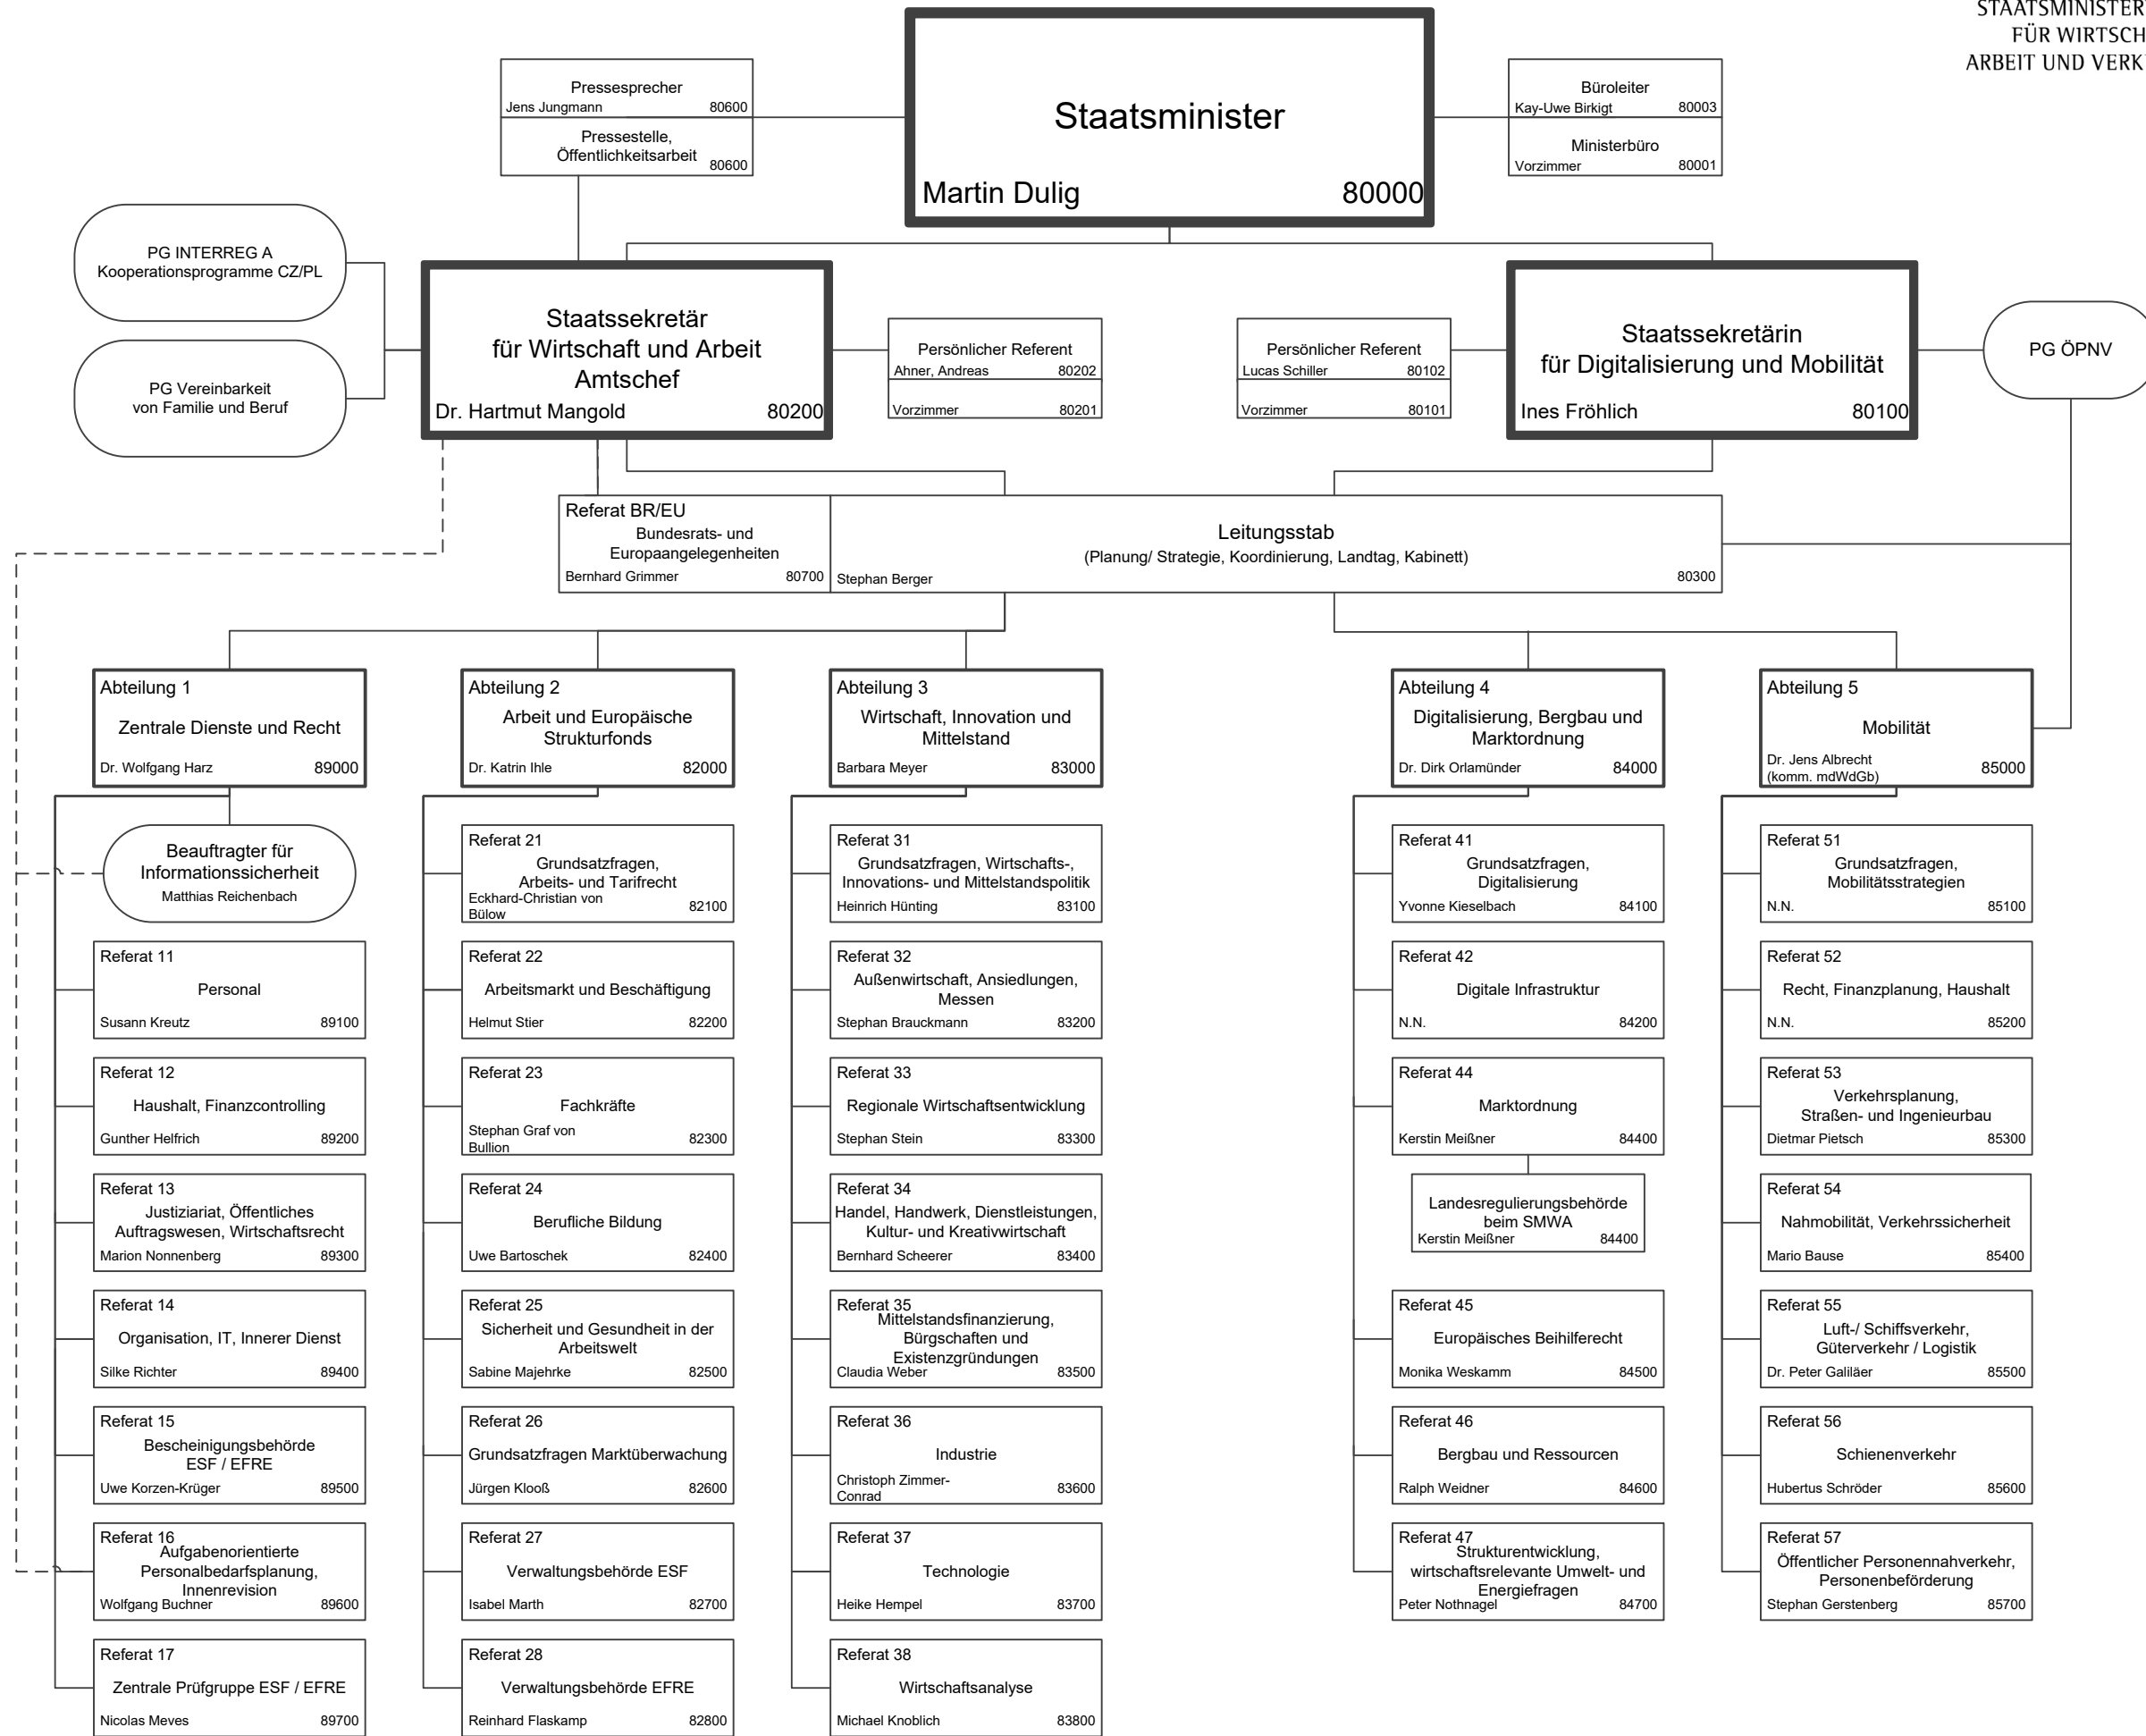 STAATSMINISTER
FÜR WIRTSCH
ARBEIT UND VERK
Pressesprecher
Jens Jungmann 80600
Pressestelle,
Öffentlichkeitsarbeit
80600
Staatsminister
Martin Dulig 80000
Büroleiter
Kay-Uwe Birkigt 80003
Ministerbüro
Vorzimmer 80001
PG INTERREG A
Kooperationsprogramme CZ/PL
PG Vereinbarkeit
von Familie und Beruf
Staatssekretär
für Wirtschaft und Arbeit
Amtschef
Dr. Hartmut Mangold 80200
Persönlicher Referent
Ahner, Andreas 80202
Vorzimmer 80201
Persönlicher Referent
Lucas Schiller 80102
Vorzimmer 80101
Staatssekretärin
für Digitalisierung und Mobilität
Ines Fröhlich 80100
PG ÖPNV
Referat BR/EU
Bundesrats- und
Europaangelegenheiten
Bernhard Grimmer 80700
Leitungsstab
(Planung/ Strategie, Koordinierung, Landtag, Kabinett)
Stephan Berger 80300
Abteilung 1
Zentrale Dienste und Recht
Dr. Wolfgang Harz 89000
Beauftragter für
Informationssicherheit
Matthias Reichenbach
Referat 11
Personal
Susann Kreutz 89100
Referat 12
Haushalt, Finanzcontrolling
Gunther Helfrich 89200
Referat 13
Justiziariat, Öffentliches
Auftragswesen, Wirtschaftsrecht
Marion Nonnenberg 89300
Referat 14
Organisation, IT, Innerer Dienst
Silke Richter 89400
Referat 15
Bescheinigungsbehörde
ESF / EFRE
Uwe Korzen-Krüger 89500
Referat 16
Aufgabenorientierte
Personalbedarfsplanung,
Innenrevision
Wolfgang Buchner 89600
Referat 17
Zentrale Prüfgruppe ESF / EFRE
Nicolas Meves 89700
Abteilung 2
Arbeit und Europäische
Strukturfonds
Dr. Katrin Ihle 82000
Referat 21
Grundsatzfragen,
Arbeits- und Tarifrecht
Eckhard-Christian von
Bülow 82100
Referat 22
Arbeitsmarkt und Beschäftigung
Helmut Stier 82200
Referat 23
Fachkräfte
Stephan Graf von
Bullion 82300
Referat 24
Berufliche Bildung
Uwe Bartoschek 82400
Referat 25
Sicherheit und Gesundheit in der
Arbeitswelt
Sabine Majehrke 82500
Referat 26
Grundsatzfragen Marktüberwachung
Jürgen Klooß 82600
Referat 27
Verwaltungsbehörde ESF
Isabel Marth 82700
Referat 28
Verwaltungsbehörde EFRE
Reinhard Flaskamp 82800
Abteilung 3
Wirtschaft, Innovation und
Mittelstand
Barbara Meyer 83000
Referat 31
Grundsatzfragen, Wirtschafts-,
Innovations- und Mittelstandspolitik
Heinrich Hünting 83100
Referat 32
Außenwirtschaft, Ansiedlungen,
Messen
Stephan Brauckmann 83200
Referat 33
Regionale Wirtschaftsentwicklung
Stephan Stein 83300
Referat 34
Handel, Handwerk, Dienstleistungen,
Kultur- und Kreativwirtschaft
Bernhard Scheerer 83400
Referat 35
Mittelstandsfinanzierung,
Bürgschaften und
Existenzgründungen
Claudia Weber 83500
Referat 36
Industrie
Christoph Zimmer-
Conrad 83600
Referat 37
Technologie
Heike Hempel 83700
Referat 38
Wirtschaftsanalyse
Michael Knoblich 83800
Abteilung 4
Digitalisierung, Bergbau und
Marktordnung
Dr. Dirk Orlamünder 84000
Referat 41
Grundsatzfragen,
Digitalisierung
Yvonne Kieselbach 84100
Referat 42
Digitale Infrastruktur
N.N. 84200
Referat 44
Marktordnung
Kerstin Meißner 84400
Landesregulierungsbehörde
beim SMWA
Kerstin Meißner 84400
Referat 45
Europäisches Beihilferecht
Monika Weskamm 84500
Referat 46
Bergbau und Ressourcen
Ralph Weidner 84600
Referat 47
Strukturentwicklung,
wirtschaftsrelevante Umwelt- und
Energiefragen
Peter Nothnagel 84700
Abteilung 5
Mobilität
Dr. Jens Albrecht
(komm. mdWdGb) 85000
Referat 51
Grundsatzfragen,
Mobilitätsstrategien
N.N. 85100
Referat 52
Recht, Finanzplanung, Haushalt
N.N. 85200
Referat 53
Verkehrsplanung,
Straßen- und Ingenieurbau
Dietmar Pietsch 85300
Referat 54
Nahmobilität, Verkehrssicherheit
Mario Bause 85400
Referat 55
Luft-/ Schiffsverkehr,
Güterverkehr / Logistik
Dr. Peter Galiläer 85500
Referat 56
Schienenverkehr
Hubertus Schröder 85600
Referat 57
Öffentlicher Personennahverkehr,
Personenbeförderung
Stephan Gerstenberg 85700